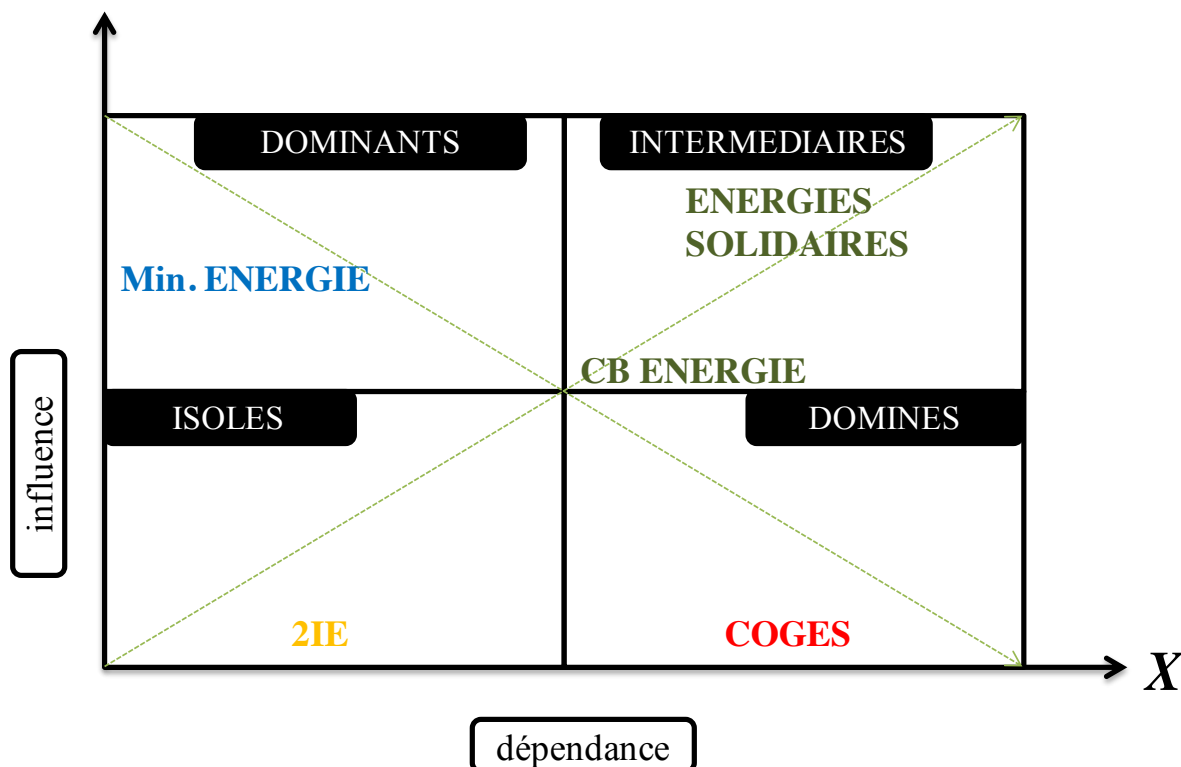 DOMINANTS
INTERMEDIAIRES
ENERGIES
SOLIDAIRES
Min. ENERGIE
CB ENERGIE
ISOLES
DOMINES
influence
2IE
COGES
X
dépendance